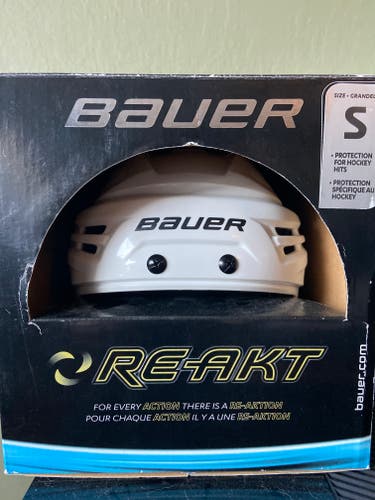 BAUER
SIZE • GRANDEUR
S
• PROTECTION
FOR HOCKEY
HITS
• PROTECTION
SPÉCIFIQUE AU
HOCKEY
BAUER
RE-AKT
FOR EVERY ACTION THERE IS A RE-AKTION
POUR CHAQUE ACTION IL Y A UNE RE-AKTION
bauer.com